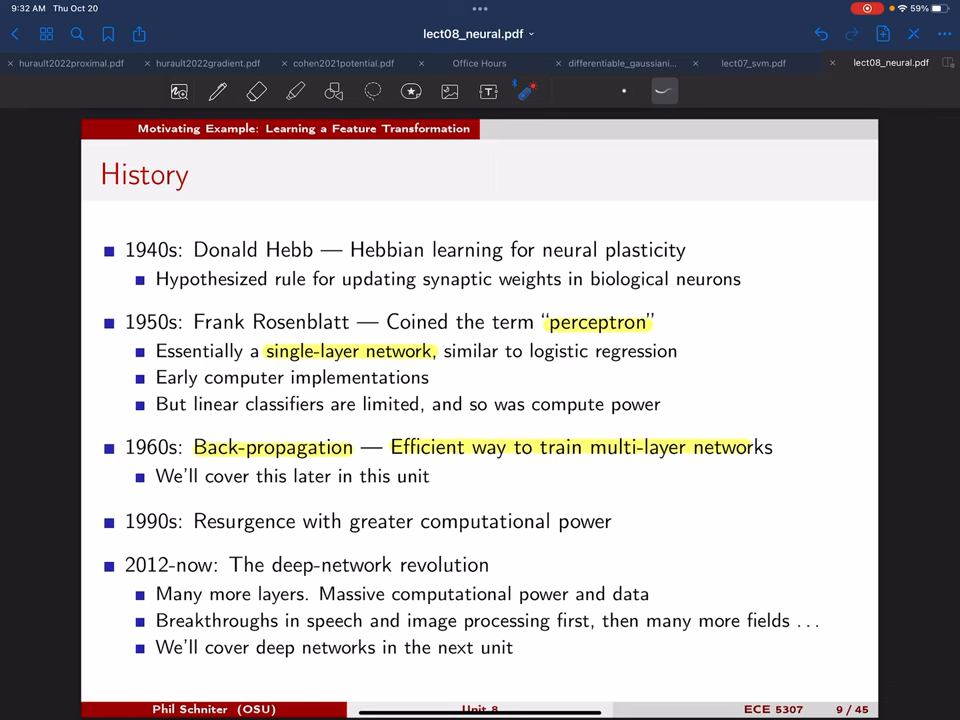 9:32 AM Thu Oct 20
59%
lect08_neural.pdf
hurault2022proximal.pdf
hurault2022gradient.pdf
cohen2021potential.pdf
Office Hours
differentiable_gaussiani...
lect07_svm.pdf
lect08_neural.pdf
Motivating Example: Learning a Feature Transformation
History
1940s: Donald Hebb — Hebbian learning for neural plasticity
Hypothesized rule for updating synaptic weights in biological neurons
1950s: Frank Rosenblatt — Coined the term “perceptron”
Essentially a single-layer network, similar to logistic regression
Early computer implementations
But linear classifiers are limited, and so was compute power
1960s: Back-propagation — Efficient way to train multi-layer networks
We'll cover this later in this unit
1990s: Resurgence with greater computational power
2012-now: The deep-network revolution
Many more layers. Massive computational power and data
Breakthroughs in speech and image processing first, then many more fields ...
We'll cover deep networks in the next unit
Phil Schniter (OSU)
Unit 8
ECE 5307
9 / 45